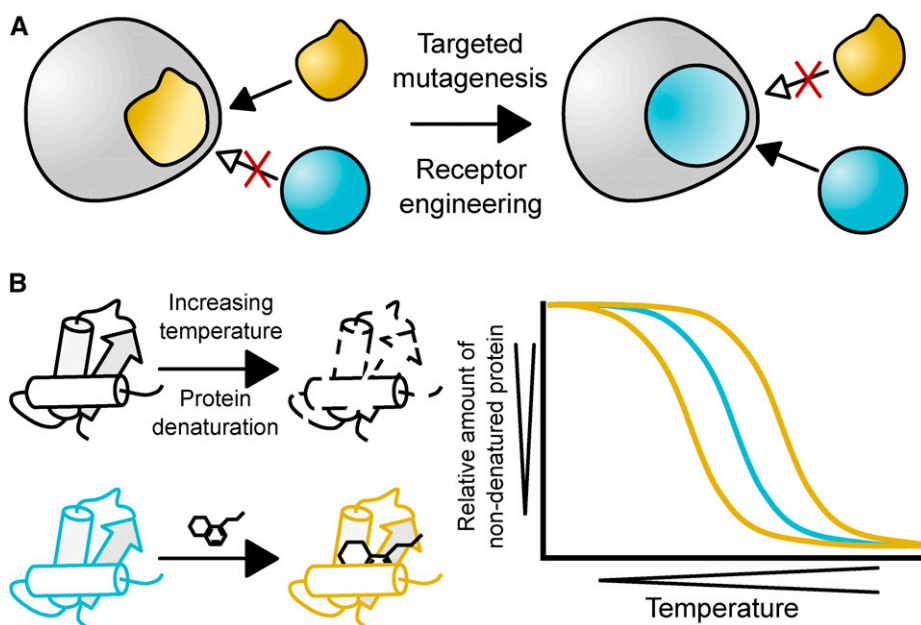 A
Targeted
mutagenesis
Receptor
engineering
B
Increasing
temperature
Protein
denaturation
Relative amount of
non-denatured protein
Temperature